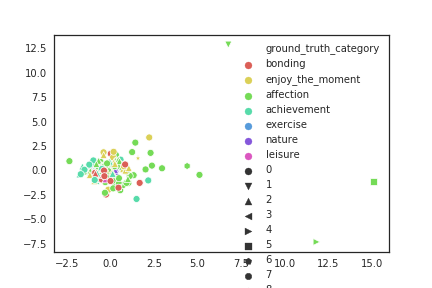 12.5
10.0
7.5
5.0
2.5
0.0
−2.5
−5.0
−7.5
−2.5 0.0 2.5 5.0 7.5 10.0 12.5 15.0
ground_truth_category
bonding
enjoy_the_moment
affection
achievement
exercise
nature
leisure
0
1
2
3
4
5
6
7